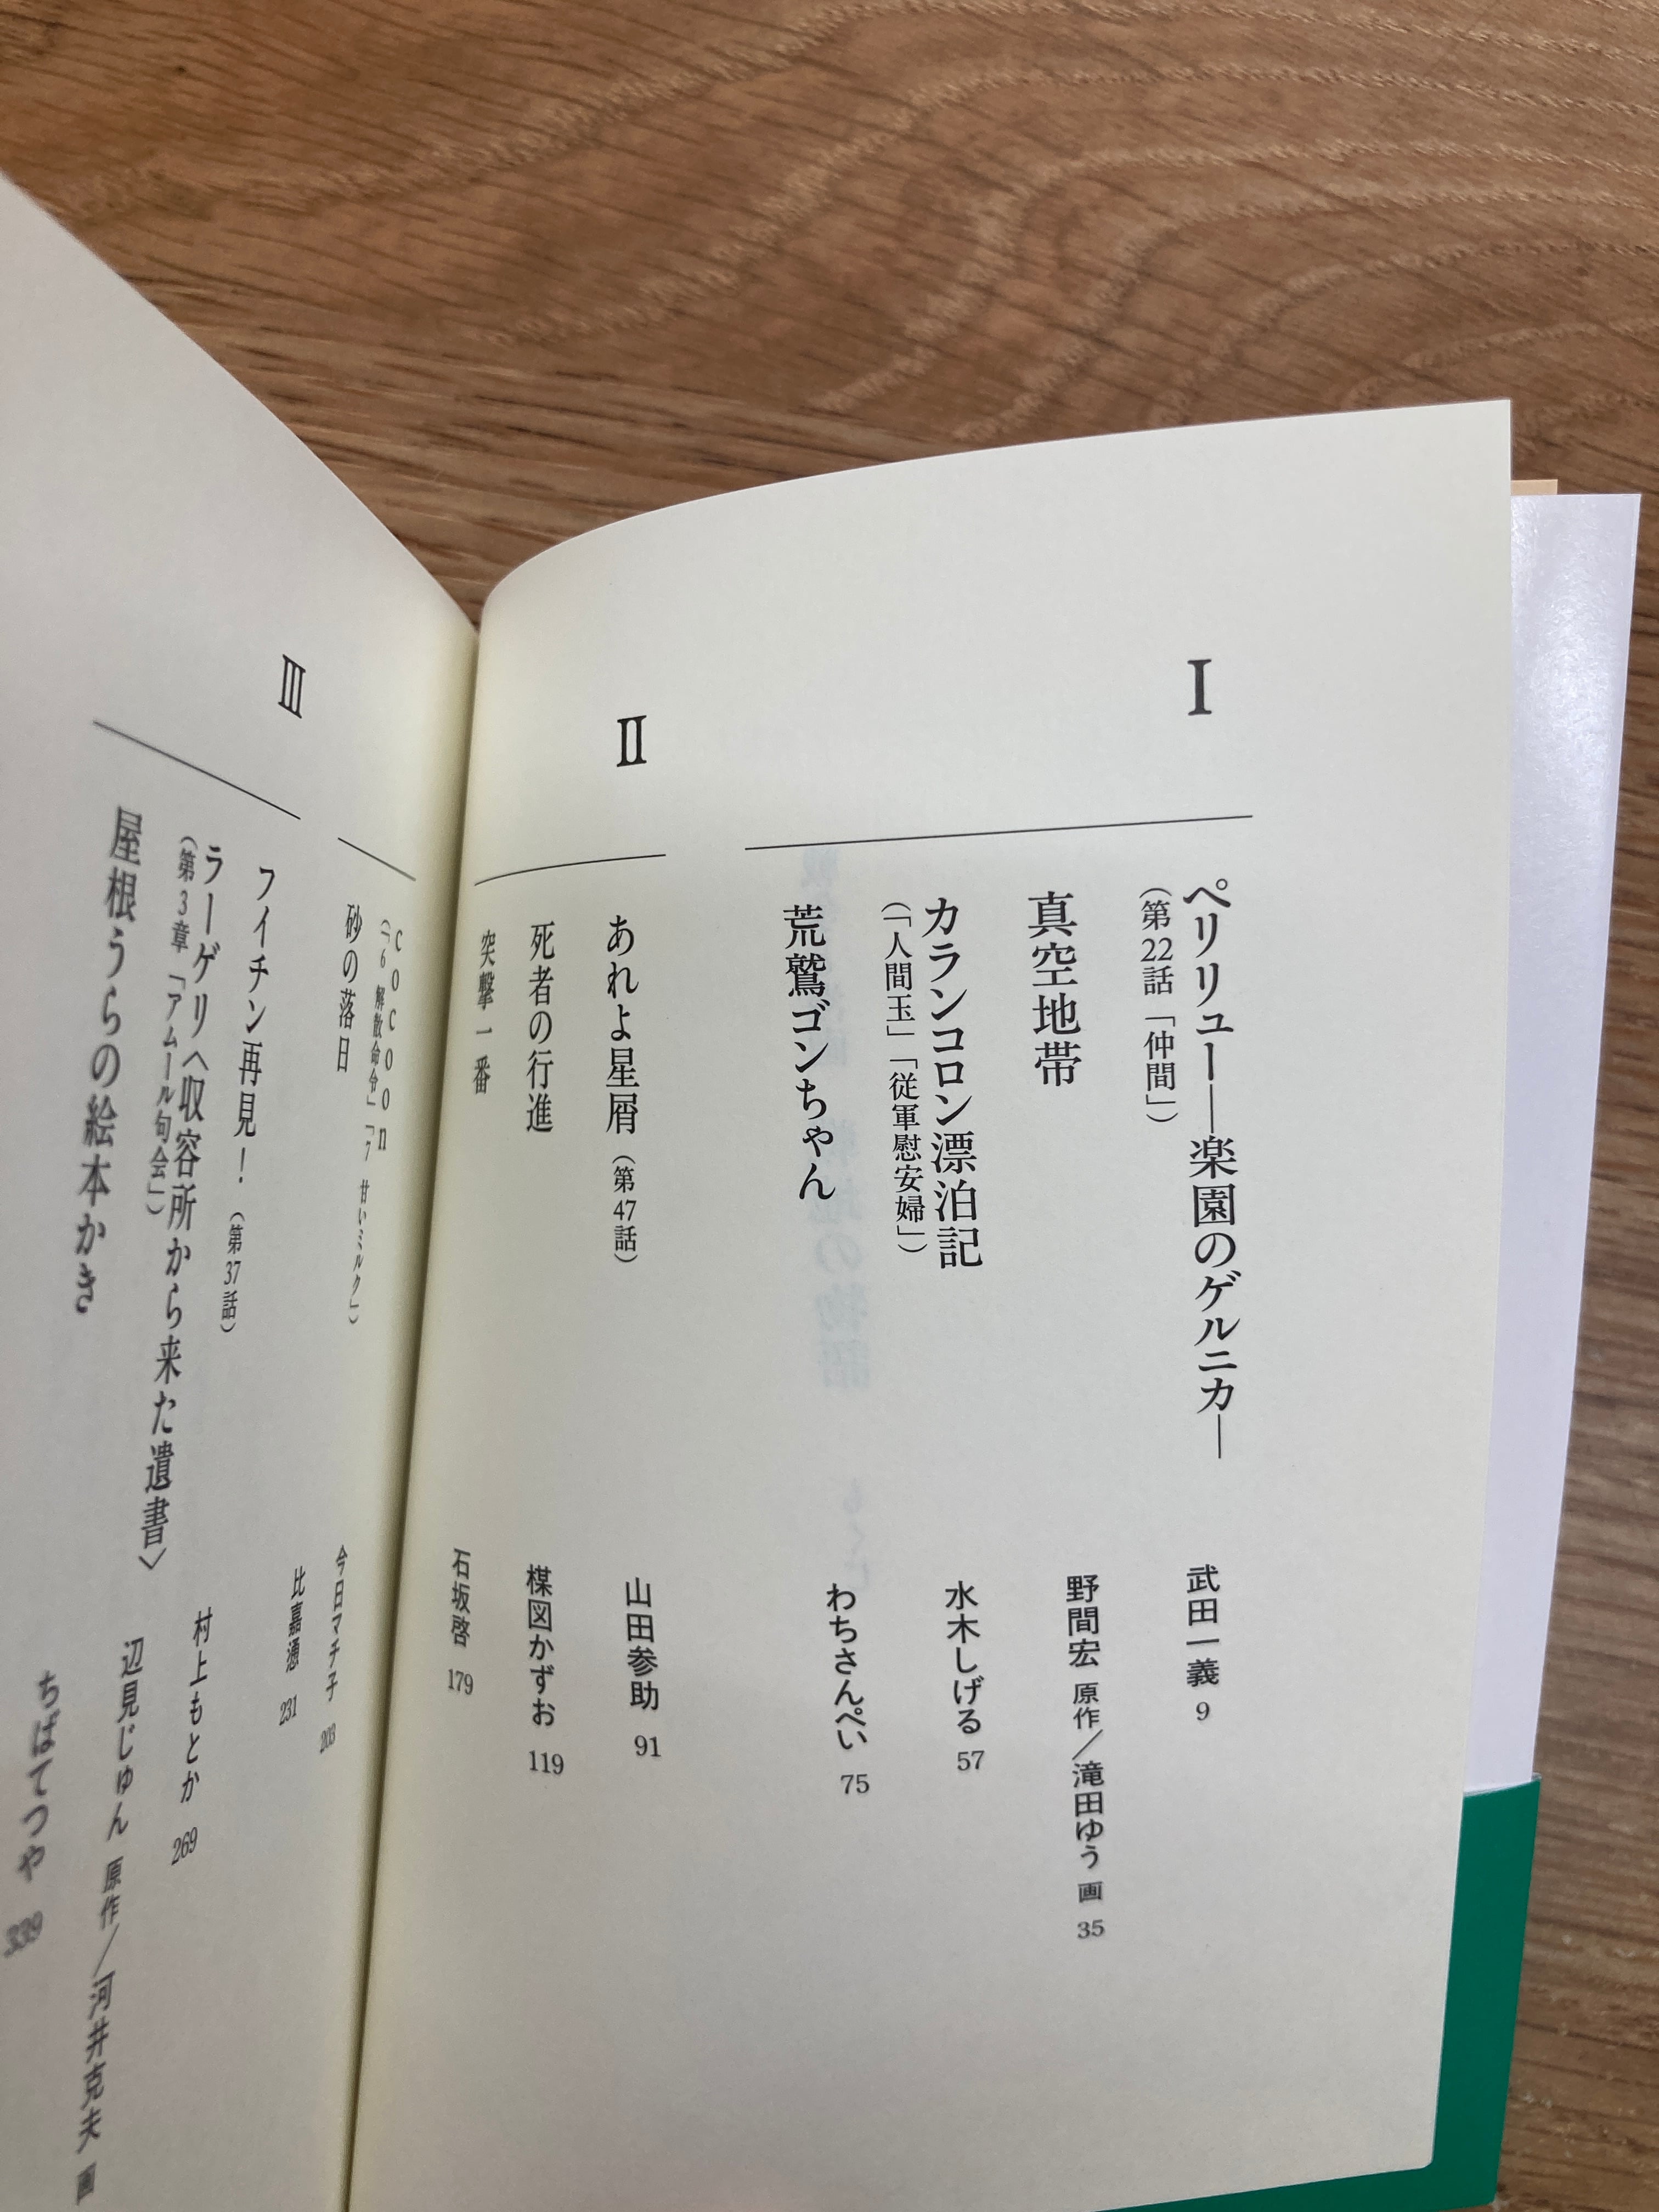 I
ペリリュー―楽園のゲルニカ―
(第22話「仲間」)
武田一義 9
真空地帯
野間宏 原作/滝田ゆう 画 35
カランコロン漂泊記
(「人間玉」「従軍慰安婦」)
水木しげる 57
荒鷲ゴンちゃん
わちさんぺい 75
II
あれよ星屑(第47話)
山田参助 91
死者の行進
楳図かずお 119
突撃一番
石坂啓 179
cocoon
(「6 解散命令」「7 甘いミルク」)
今日マチ子 203
砂の落日
比嘉慂 231
III
フイチン再見!(第37話)
村上もとか 269
ラーゲリ〈収容所から来た遺書〉
(第3章「アムール句会」)
辺見じゅん 原作/河井克夫 画
屋根うらの絵本かき
ちばてつや 339